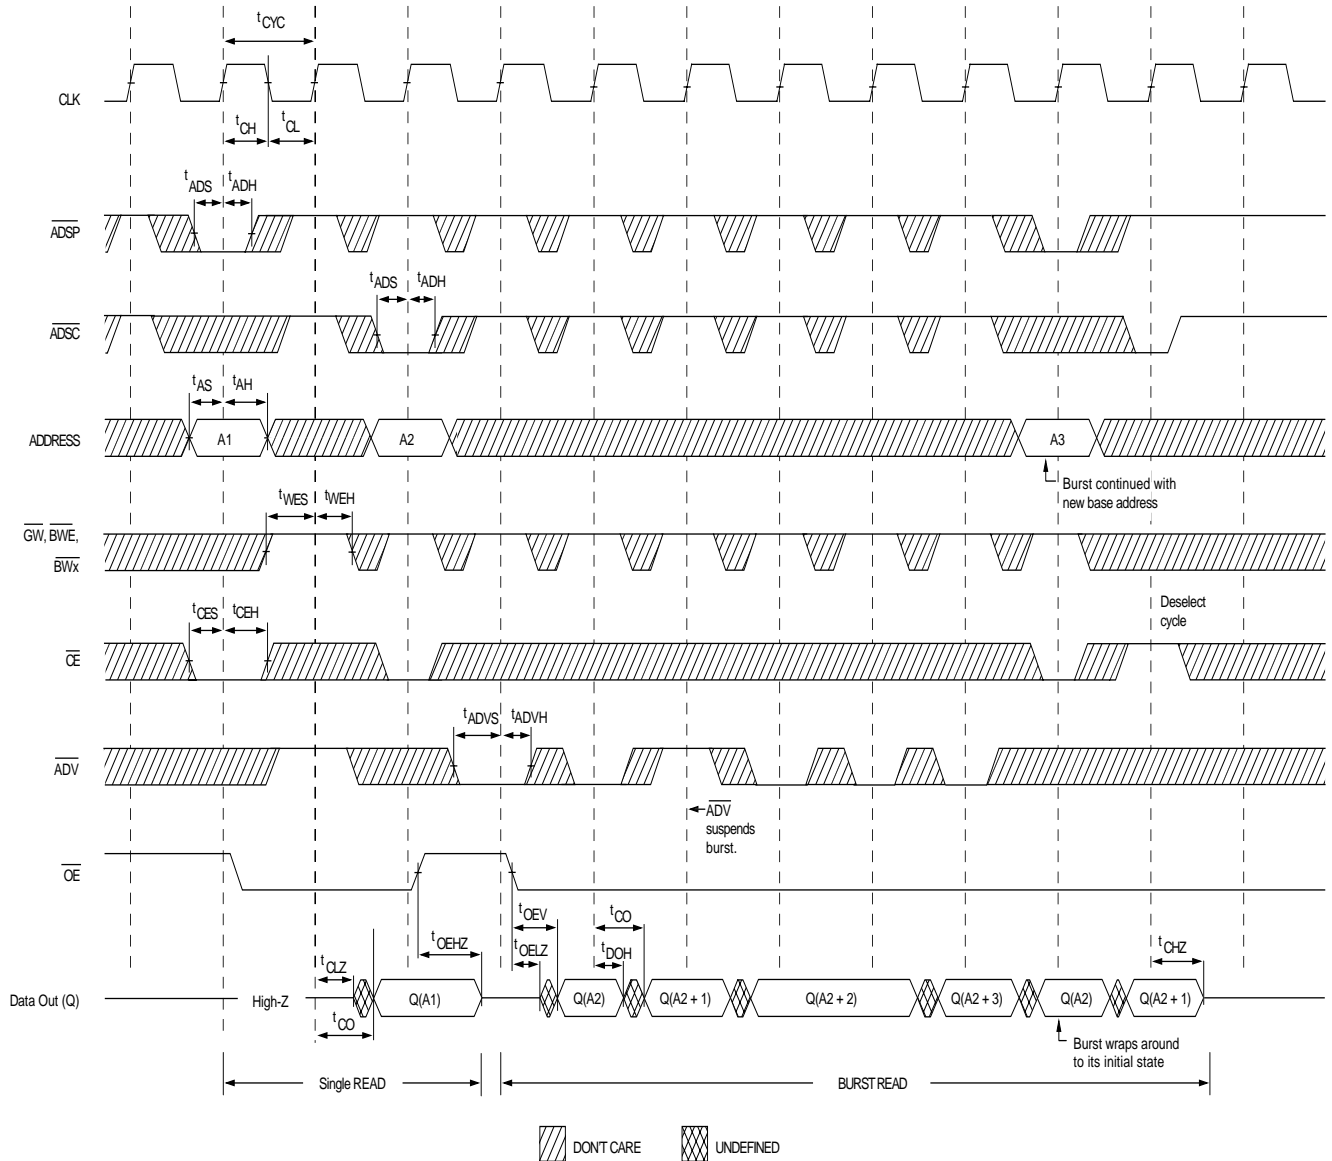 tCYC
CLK
tCH
tCL
tADS
tADH
ADSP
tADS
tADH
ADSC
tAS
tAH
ADDRESS
A1
A2
A3
Burst continued with
new base address
tWES
tWEH
GW, BWE,
BWx
Deselect
cycle
tCES
tCEH
CE
tADVS
tADVH
ADV
ADV
suspends
burst.
OE
tOEV
tCO
tOEHZ
tOELZ
tDOH
tCHZ
tCLZ
Data Out (Q)
High-Z
Q(A1)
Q(A2)
Q(A2 + 1)
Q(A2 + 2)
Q(A2 + 3)
Q(A2)
Q(A2 + 1)
tCO
Burst wraps around
to its initial state
Single READ
BURST READ
DON'T CARE
UNDEFINED